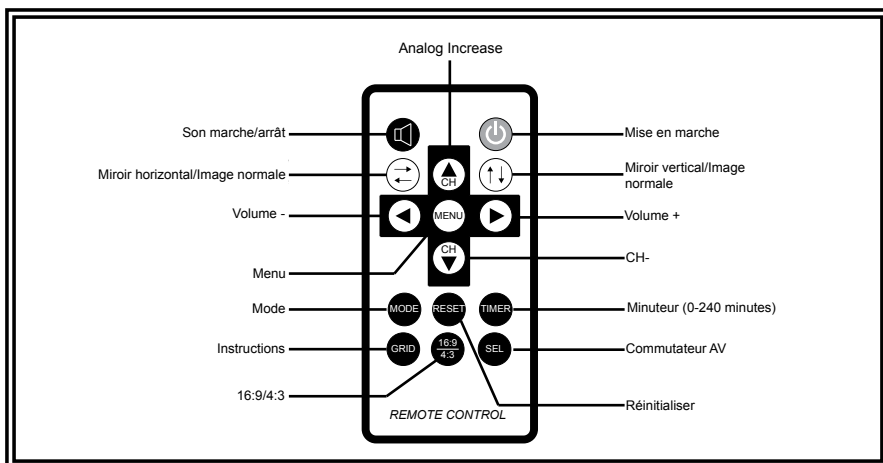 Analog Increase
Son marche/arrât
Mise en marche
Miroir horizontal/Image normale
CH
Miroir vertical/Image
normale
Volume -
MENU
Volume +
CH
CH-
Menu
Mode
MODE
RESET
TIMER
Minuteur (0-240 minutes)
Instructions
GRID
16:9
4:3
SEL
Commutateur AV
16:9/4:3
Réinitialiser
REMOTE CONTROL